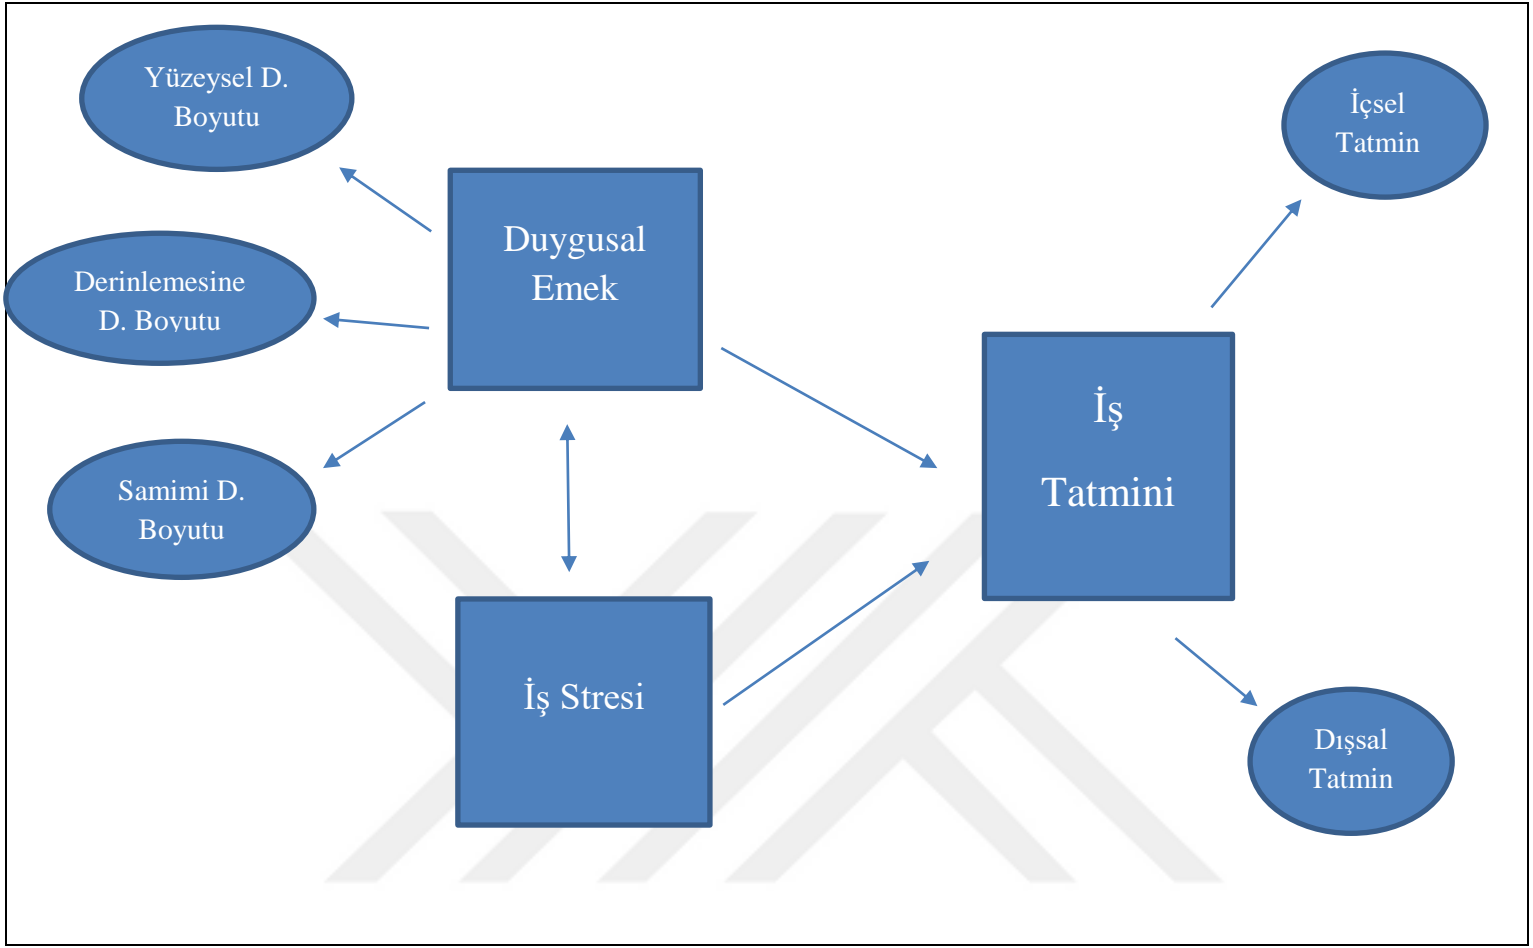 Yüzeysel D.
Boyutu
Derinlemesine
D. Boyutu
Samimi D.
Boyutu
Duygusal
Emek
İş Stresi
İş
Tatmini
İçsel
Tatmin
Dışsal
Tatmin